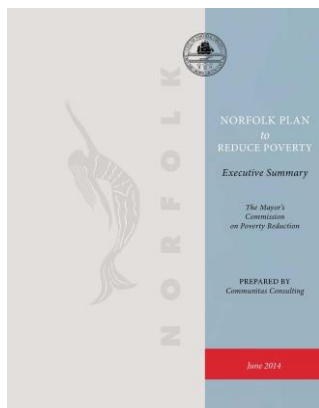 NORFOLK
NORFOLK PLAN
to
REDUCE POVERTY
Executive Summary
The Mayor's
Commission
on Poverty Reduction
PREPARED BY
Communitas Consulting
June 2014